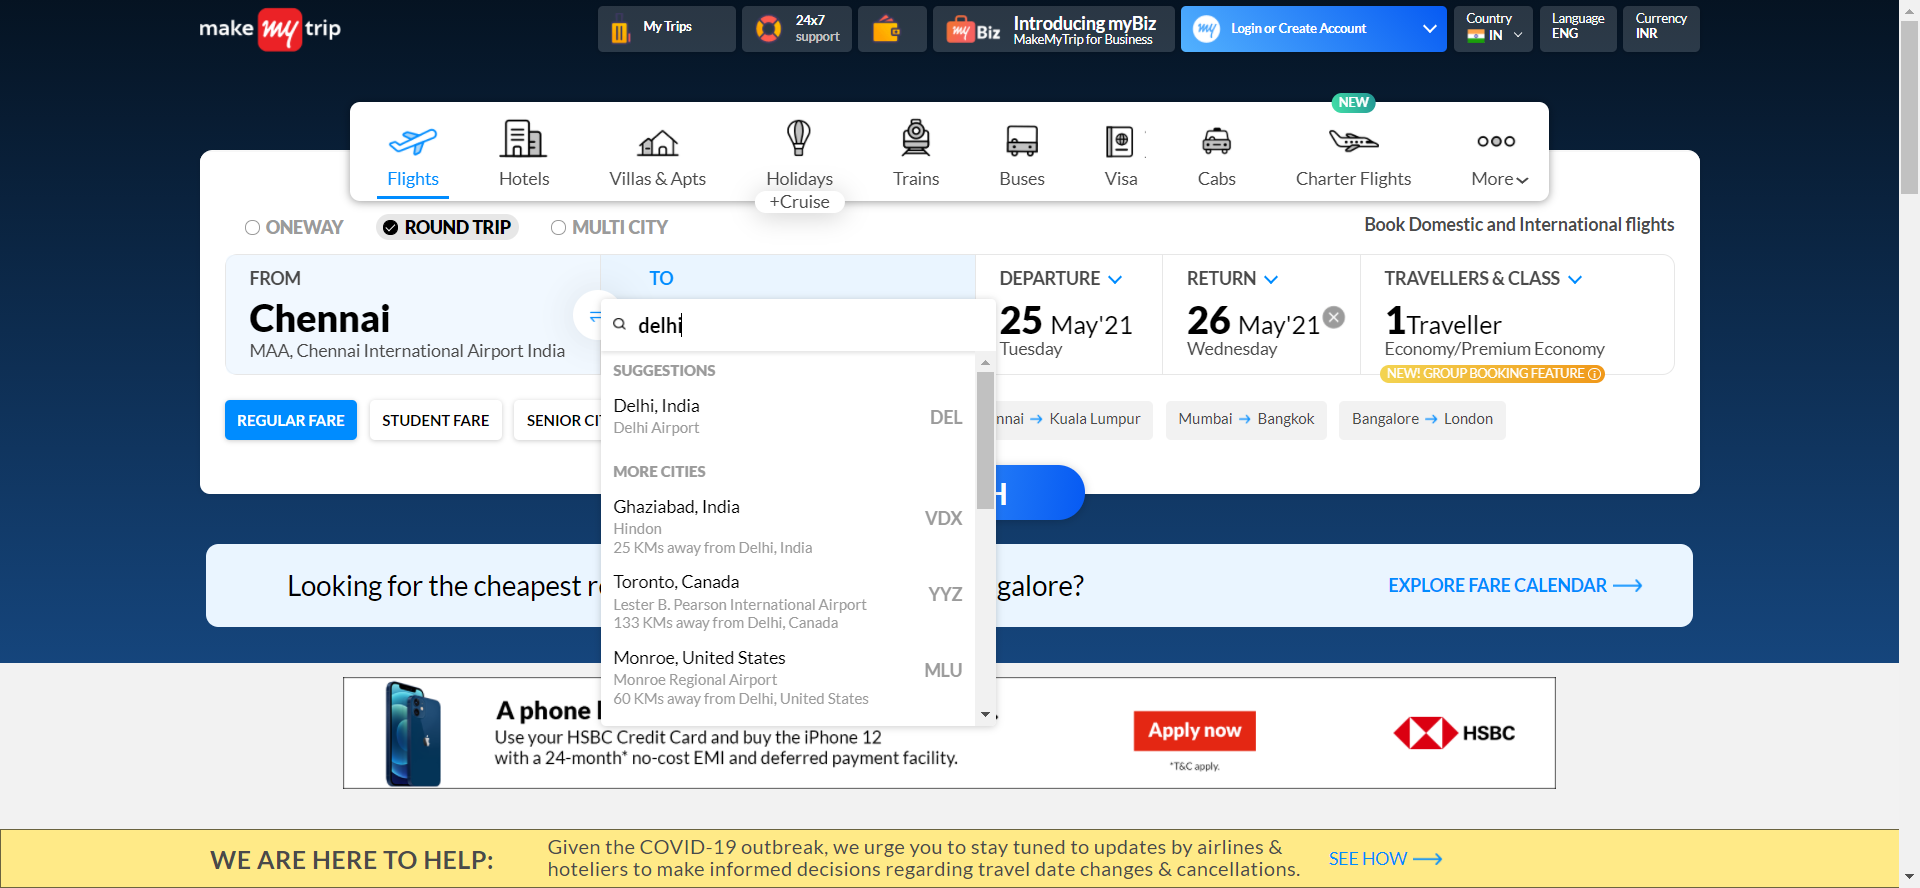 make my trip
My Trips
24x7
support
my Biz
Introducing myBiz
MakeMyTrip for Business
my
Login or Create Account
Country
IN
Language
ENG
Currency
INR
NEW
Flights
Hotels
Villas & Apts
Holidays
+Cruise
Trains
Buses
Visa
Cabs
Charter Flights
More
ONEWAY
ROUND TRIP
MULTI CITY
Book Domestic and International flights
FROM
Chennai
MAA, Chennai International Airport India
TO
delhi
DEPARTURE
25 May'21
Tuesday
RETURN
26 May'21
Wednesday
TRAVELLERS & CLASS
1Traveller
Economy/Premium Economy
NEW! GROUP BOOKING FEATURE
SUGGESTIONS
Delhi, India
Delhi Airport
DEL
MORE CITIES
Ghaziabad, India
Hindon
25 KMs away from Delhi, India
VDX
Toronto, Canada
Lester B. Pearson International Airport
133 KMs away from Delhi, Canada
YYZ
Monroe, United States
Monroe Regional Airport
60 KMs away from Delhi, United States
MLU
REGULAR FARE
STUDENT FARE
SENIOR CI
nnai → Kuala Lumpur
Mumbai → Bangkok
Bangalore → London
H
Looking for the cheapest r
galore?
EXPLORE FARE CALENDAR
A phone
Use your HSBC Credit Card and buy the iPhone 12
with a 24-month* no-cost EMI and deferred payment facility.
Apply now
*T&C apply.
HSBC
WE ARE HERE TO HELP:
Given the COVID-19 outbreak, we urge you to stay tuned to updates by airlines &
hoteliers to make informed decisions regarding travel date changes & cancellations.
SEE HOW